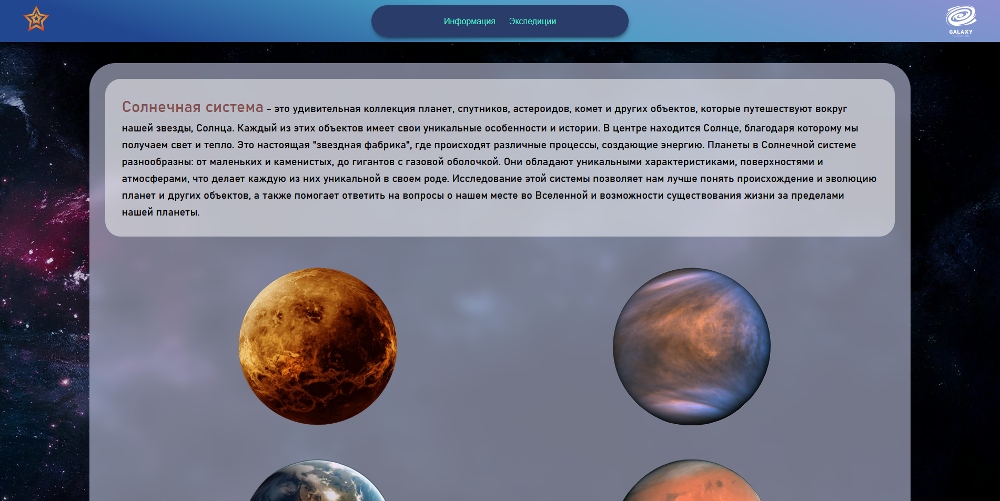 Информация Экспедиции
GALAXY
Солнечная система - это удивительная коллекция планет, спутников, астероидов, комет и других объектов, которые путешествуют вокруг
нашей звезды, Солнца. Каждый из этих объектов имеет свои уникальные особенности и истории. В центре находится Солнце, благодаря которому мы
получаем свет и тепло. Это настоящая "звездная фабрика", где происходят различные процессы, создающие энергию. Планеты в Солнечной системе
разнообразны: от маленьких и каменистых, до гигантов с газовой оболочкой. Они обладают уникальными характеристиками, поверхностями и
атмосферами, что делает каждую из них уникальной в своем роде. Исследование этой системы позволяет нам лучше понять происхождение и эволюцию
планет и других объектов, а также помогает ответить на вопросы о нашем месте во Вселенной и возможности существования жизни за пределами
нашей планеты.